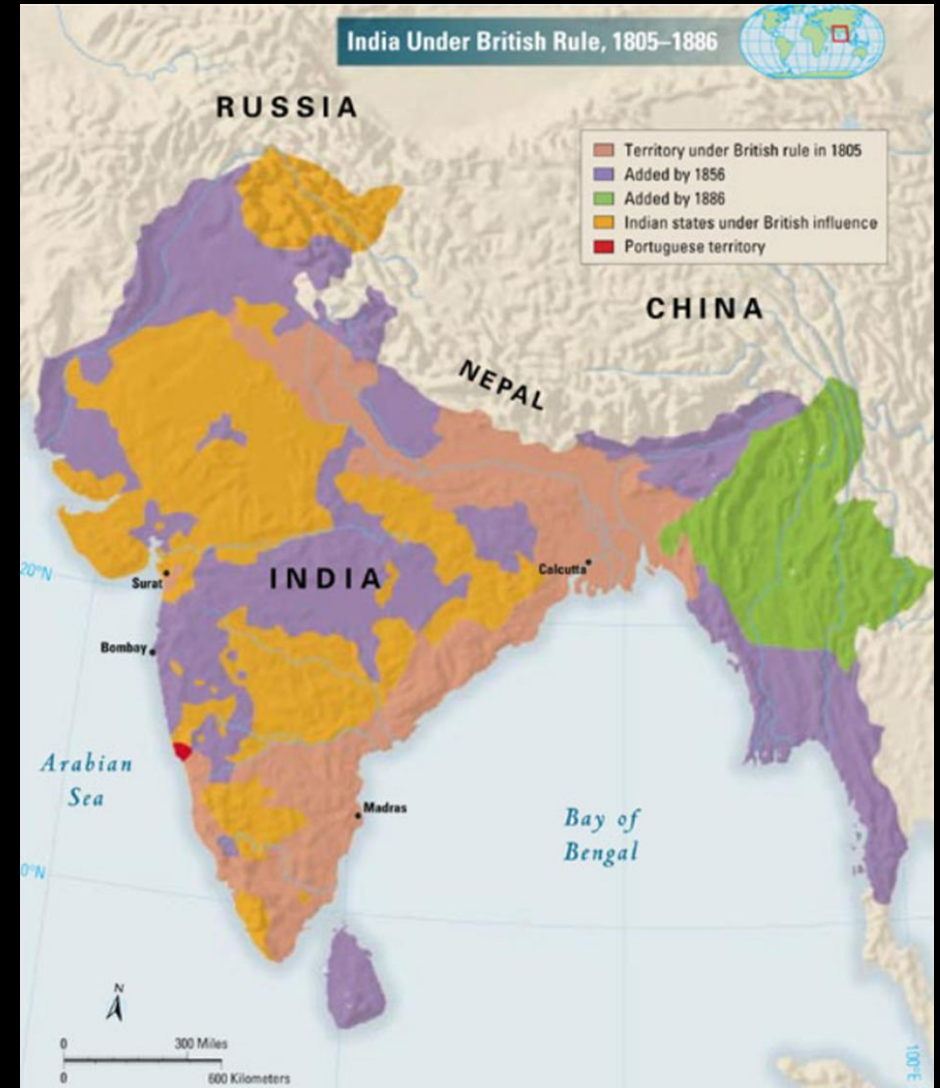 India Under British Rule, 1805–1886
RUSSIA
Territory under British rule in 1805
Added by 1856
Added by 1886
Indian states under British influence
Portuguese territory
CHINA
NEPAL
20°N
Surat
INDIA
Calcutta
Bombay
Arabian
Sea
Madras
Bay of
Bengal
0°N
N
0
300 Miles
0
600 Kilometers
100°E